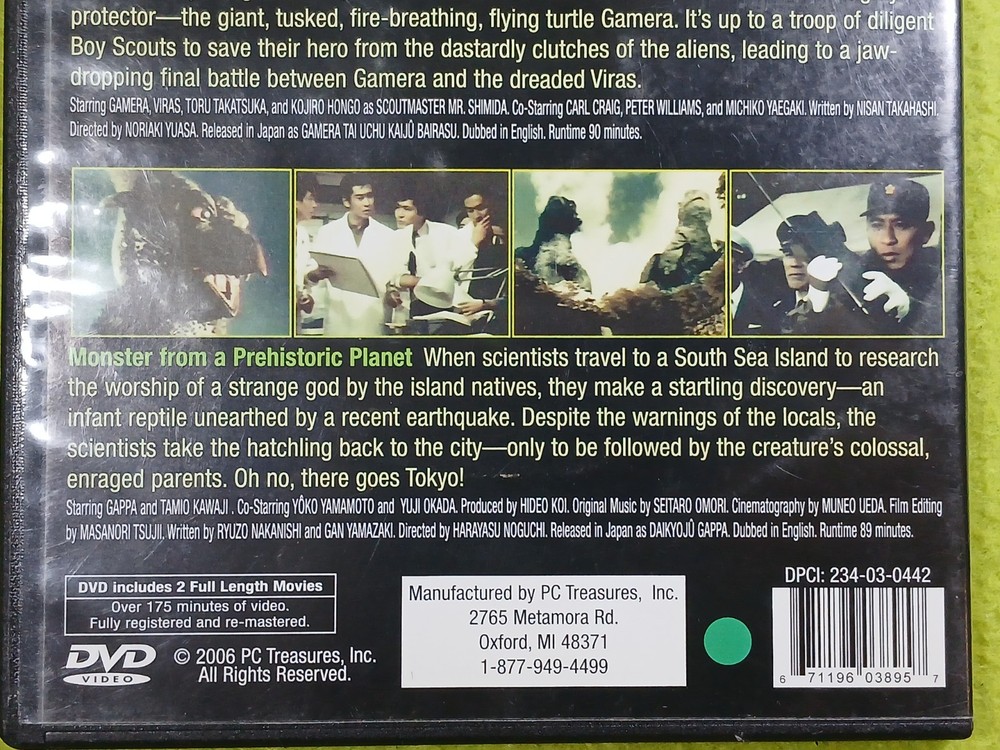 protector—the giant, tusked, fire-breathing, flying turtle Gamera. It's up to a troop of diligent
Boy Scouts to save their hero from the dastardly clutches of the aliens, leading to a jaw-
dropping final battle between Gamera and the dreaded Viras.
Starring GAMERA, VIRAS, TORU TAKATSUKA, and KOJIRO HONGO as SCOUTMASTER MR. SHIMIDA. Co-Starring CARL CRAIG, PETER WILLIAMS, and MICHIKO YAEGAKI. Written by NISAN TAKAHASHI.
Directed by NORIAKI YUASA. Released in Japan as GAMERA TAI UCHU KAIJÛ BAIRASU. Dubbed in English. Runtime 90 minutes.
Monster from a Prehistoric Planet When scientists travel to a South Sea Island to research
the worship of a strange god by the island natives, they make a startling discovery—an
infant reptile unearthed by a recent earthquake. Despite the warnings of the locals, the
scientists take the hatchling back to the city—only to be followed by the creature's colossal,
enraged parents. Oh no, there goes Tokyo!
Starring GAPPA and TAMIO KAWAJI . Co-Starring YÔKO YAMAMOTO and YUJI OKADA. Produced by HIDEO KOI. Original Music by SEITARO OMORI. Cinematography by MUNEO UEDA. Film Editing
by MASANORI TSUJII. Written by RYUZO NAKANISHI and GAN YAMAZAKI. Directed by HARAYASU NOGUCHI. Released in Japan as DAIKYOJÛ GAPPA. Dubbed in English. Runtime 89 minutes.
DVD includes 2 Full Length Movies
Over 175 minutes of video.
Fully registered and re-mastered.
DVD
VIDEO
© 2006 PC Treasures, Inc.
All Rights Reserved.
Manufactured by PC Treasures, Inc.
2765 Metamora Rd.
Oxford, MI 48371
1-877-949-4499
DPCI: 234-03-0442
6 71196 03895 7